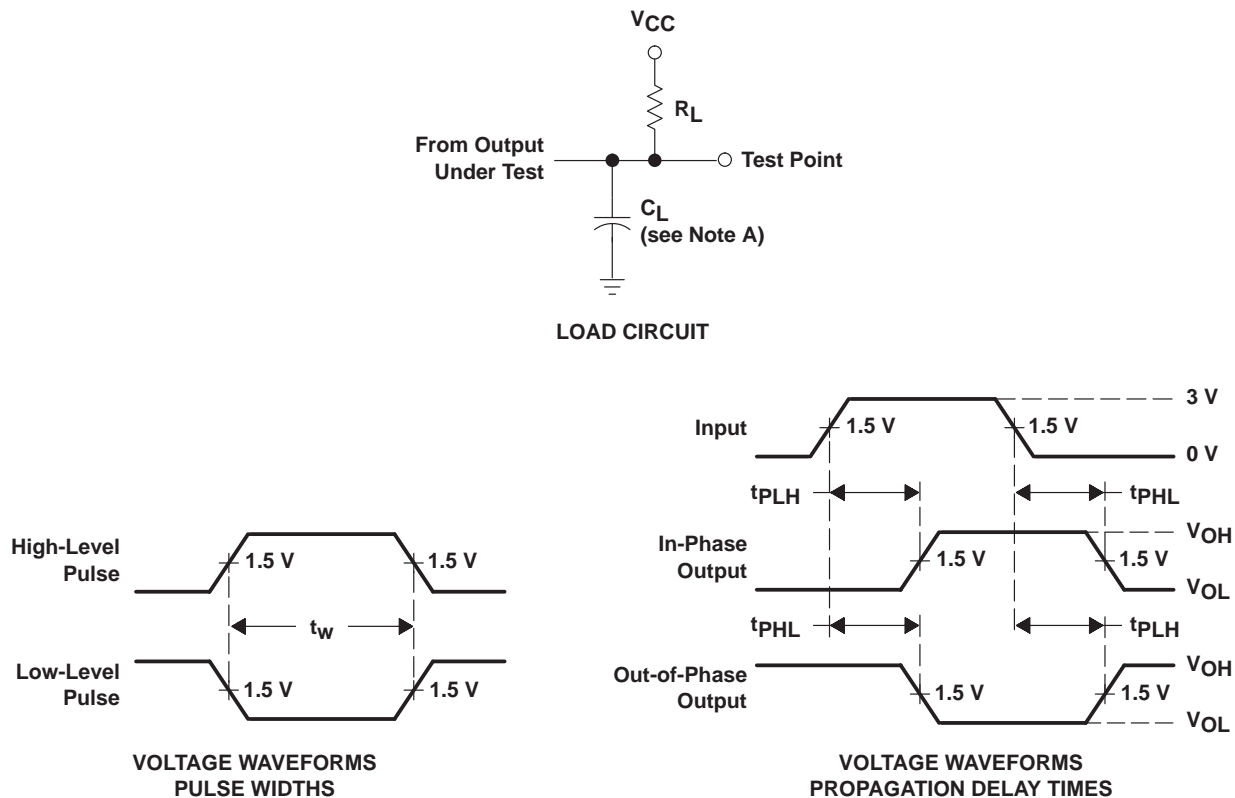 VCC
RL
From Output
Under Test
Test Point
CL
(see Note A)
LOAD CIRCUIT
High-Level
Pulse
1.5 V
1.5 V
tw
Low-Level
Pulse
1.5 V
1.5 V
VOLTAGE WAVEFORMS
PULSE WIDTHS
Input
1.5 V
1.5 V
3 V
0 V
tPLH
tPHL
In-Phase
Output
1.5 V
1.5 V
VOH
VOL
tPHL
tPLH
Out-of-Phase
Output
1.5 V
1.5 V
VOH
VOL
VOLTAGE WAVEFORMS
PROPAGATION DELAY TIMES